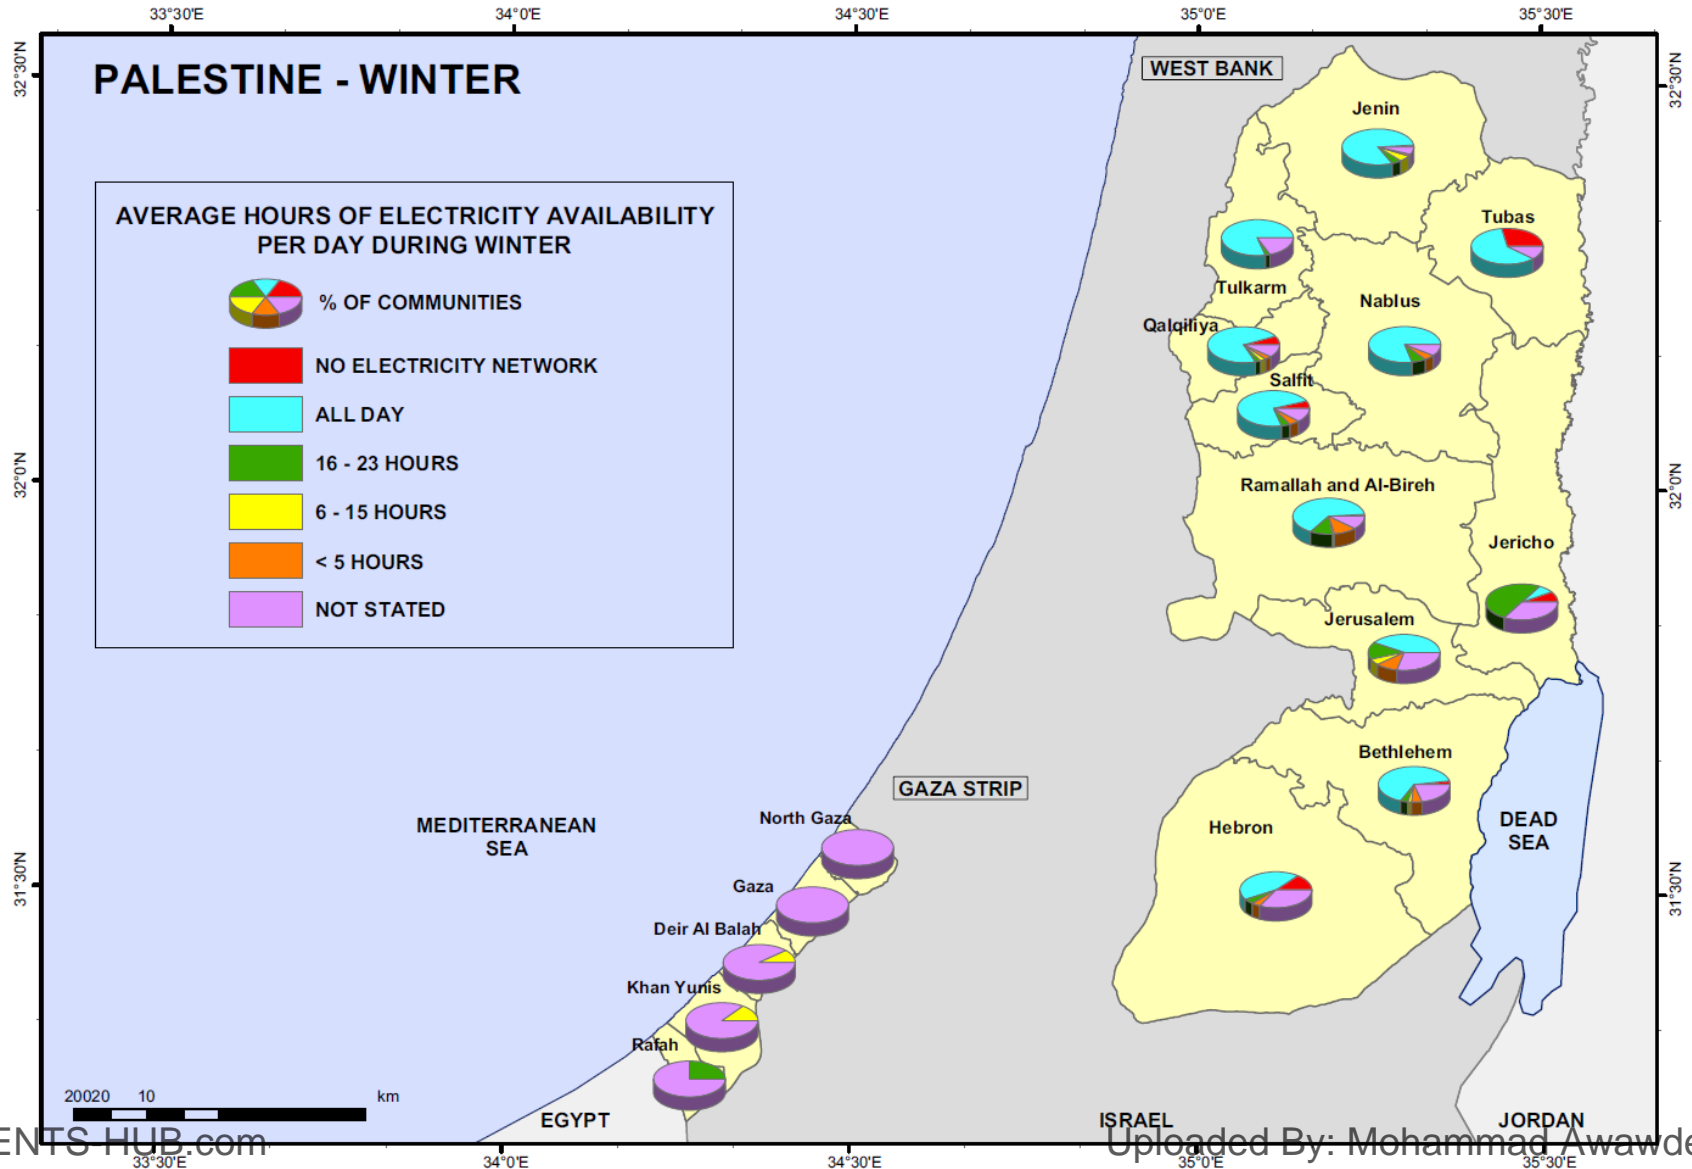 33°30'E 34°0'E 34°30'E 35°0'E 35°30'E
32°30'N
32°30'N
PALESTINE - WINTER
WEST BANK
Jenin
AVERAGE HOURS OF ELECTRICITY AVAILABILITY
PER DAY DURING WINTER
% OF COMMUNITIES
NO ELECTRICITY NETWORK
ALL DAY
16 - 23 HOURS
6 - 15 HOURS
< 5 HOURS
NOT STATED
Tubas
Tulkarm
Nablus
Qalqiliya
Salfit
32°0'N
32°0'N
Ramallah and Al-Bireh
Jericho
Jerusalem
Bethlehem
GAZA STRIP
North Gaza
MEDITERRANEAN
SEA
Hebron
DEAD
SEA
31°30'N
31°30'N
Gaza
Deir Al Balah
Khan Yunis
Rafah
20020 10 km
EGYPT
ISRAEL
JORDAN
ENTS-HUB.com
Uploaded By: Mohammad Awawde
33°30'E 34°0'E 34°30'E 35°0'E 35°30'E